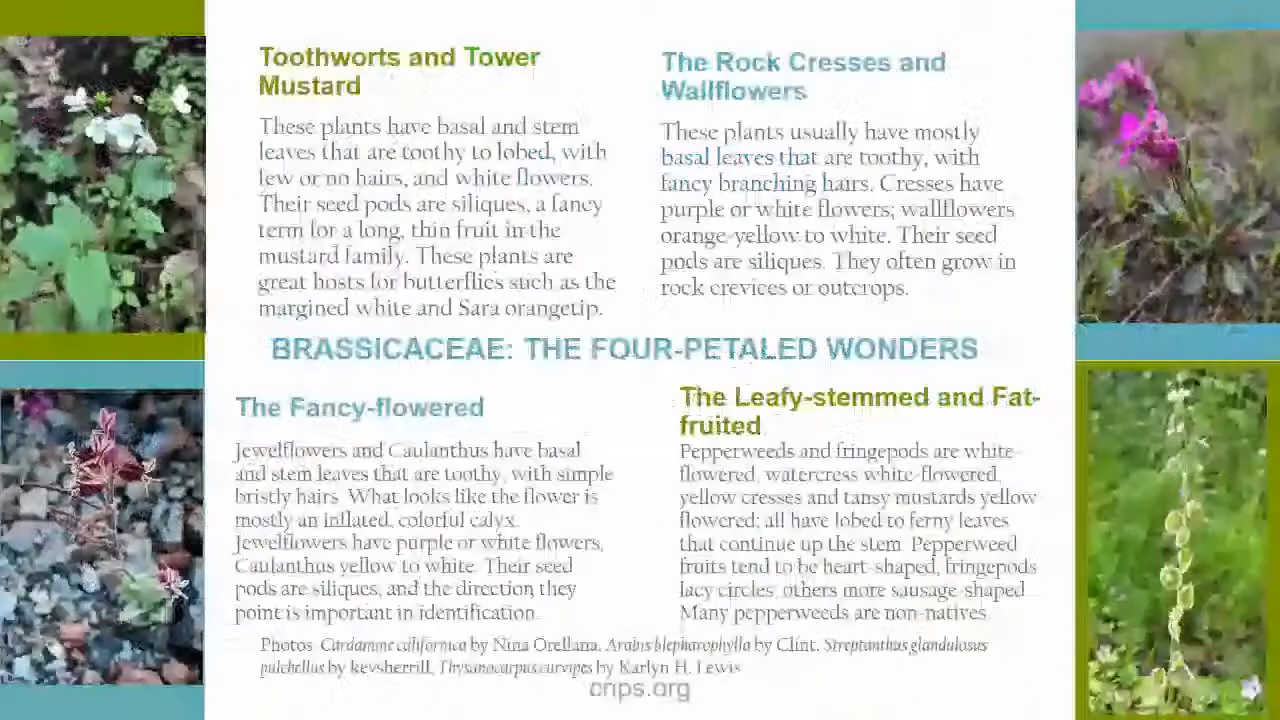 Toothworts and Tower
Mustard
These plants have basal and stem
leaves that are toothy to lobed, with
few or no hairs, and white flowers.
Their seed pods are siliques, a fancy
term for a long, thin fruit in the
mustard family. These plants are
great hosts for butterflies such as the
margined white and Sara orangetip.
The Rock Cresses and
Wallflowers
These plants usually have mostly
basal leaves that are toothy, with
fancy branching hairs. Cresses have
purple or white flowers; wallflowers
orange-yellow to white. Their seed
pods are siliques. They often grow in
rock crevices or outcrops.
BRASSICACEAE: THE FOUR-PETALED WONDERS
The Fancy-flowered
Jewelflowers and Caulanthus have basal
and stem leaves that are toothy, with simple
bristly hairs. What looks like the flower is
mostly an inflated, colorful calyx.
Jewelflowers have purple or white flowers,
Caulanthus yellow to white. Their seed
pods are siliques, and the direction they
point is important in identification.
The Leafy-stemmed and Fat-
fruited
Pepperweeds and fringepods are white-
flowered, watercress white-flowered,
yellow cresses and tansy mustards yellow
flowered; all have lobed to ferny leaves
that continue up the stem. Pepperweed
fruits tend to be heart-shaped, fringepods
lacy circles, others more sausage-shaped.
Many pepperweeds are non-natives.
Photos: Cardamine californica by Nina Orellana, Arabis blepharophylla by Clint, Streptanthus glandulosus
pulchellus by kevsherrill, Thysanocarpus curvipes by Karlyn H. Lewis
cnps.org